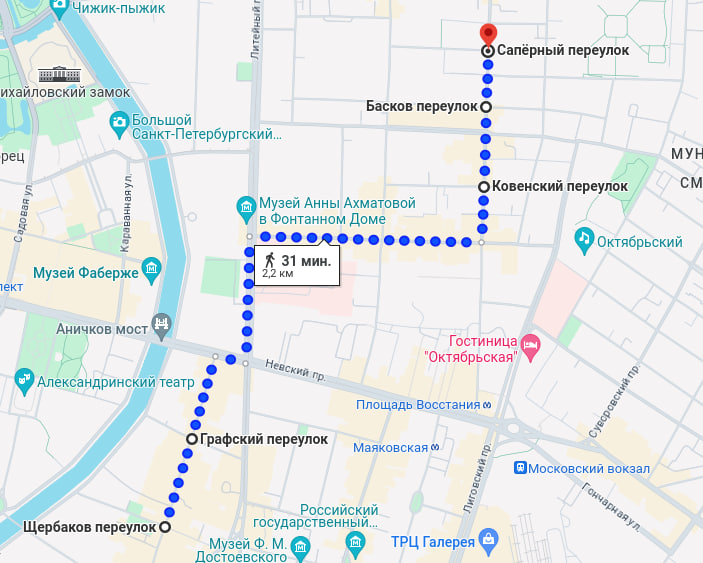 Чижик-пыжик
Литейный п
Сапёрный переулок
ихайловский замок
Басков переулок
Большой
Санкт-Петербургский…
рец
МУН
СМ
Садовая ул.
Караванная ул.
Ковенский переулок
Музей Анны Ахматовой
в Фонтанном Доме
Октябрьский
31 мин.
2,2 км
Музей Фаберже
пект
Аничков мост
Гостиница
"Октябрьская"
Невский пр.
Александринский театр
Площадь Восстания
Суворовский пр.
Графский переулок
Маяковская
Московский вокзал
Лиговский пр.
Гончарная ул.
Щербаков переулок
Российский
государственный…
Музей Ф. М.
Достоевского
ТРЦ Галерея